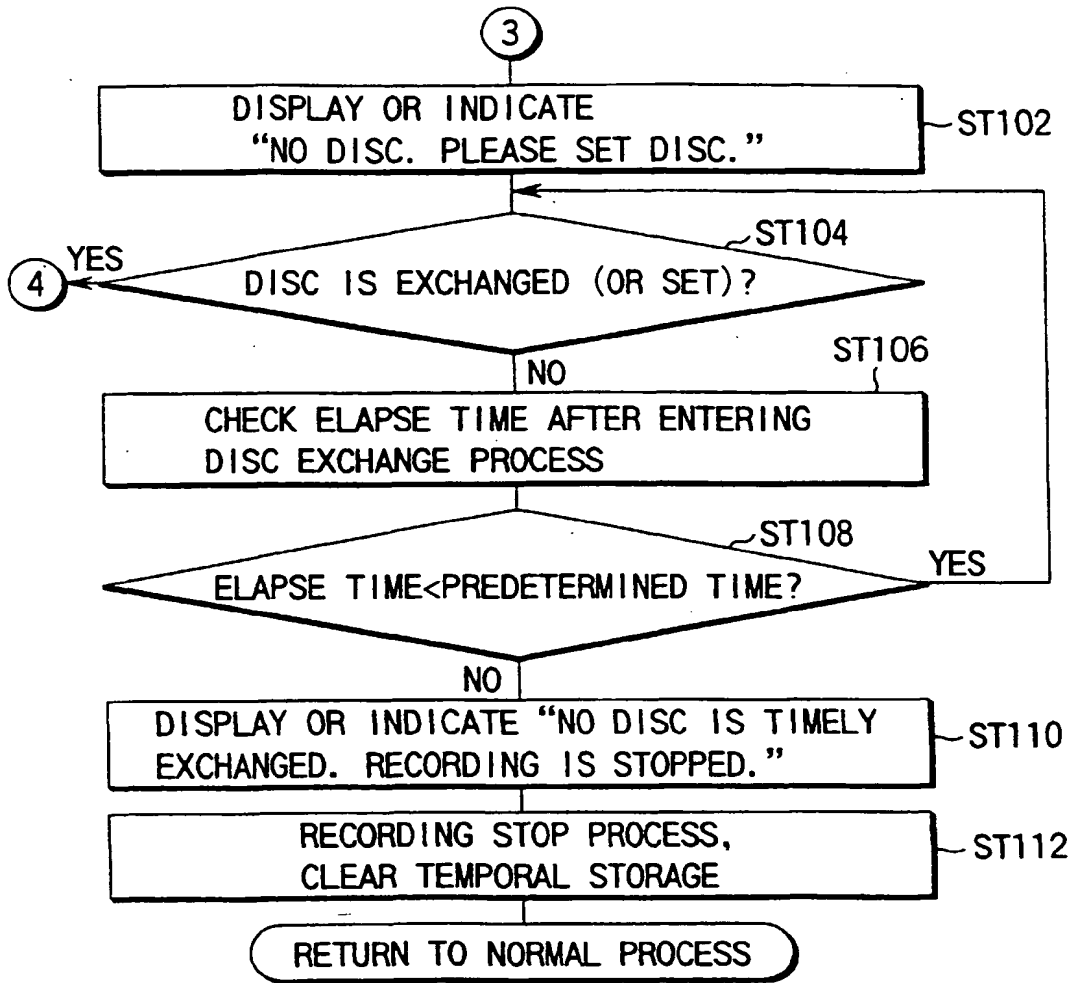 3
DISPLAY OR INDICATE
“NO DISC. PLEASE SET DISC.”
ST102
ST104
YES
4
DISC IS EXCHANGED (OR SET)?
NO
ST106
CHECK ELAPSE TIME AFTER ENTERING
DISC EXCHANGE PROCESS
ST108
YES
ELAPSE TIME<PREDETERMINED TIME?
NO
DISPLAY OR INDICATE “NO DISC IS TIMELY
EXCHANGED. RECORDING IS STOPPED.”
ST110
RECORDING STOP PROCESS,
CLEAR TEMPORAL STORAGE
ST112
RETURN TO NORMAL PROCESS